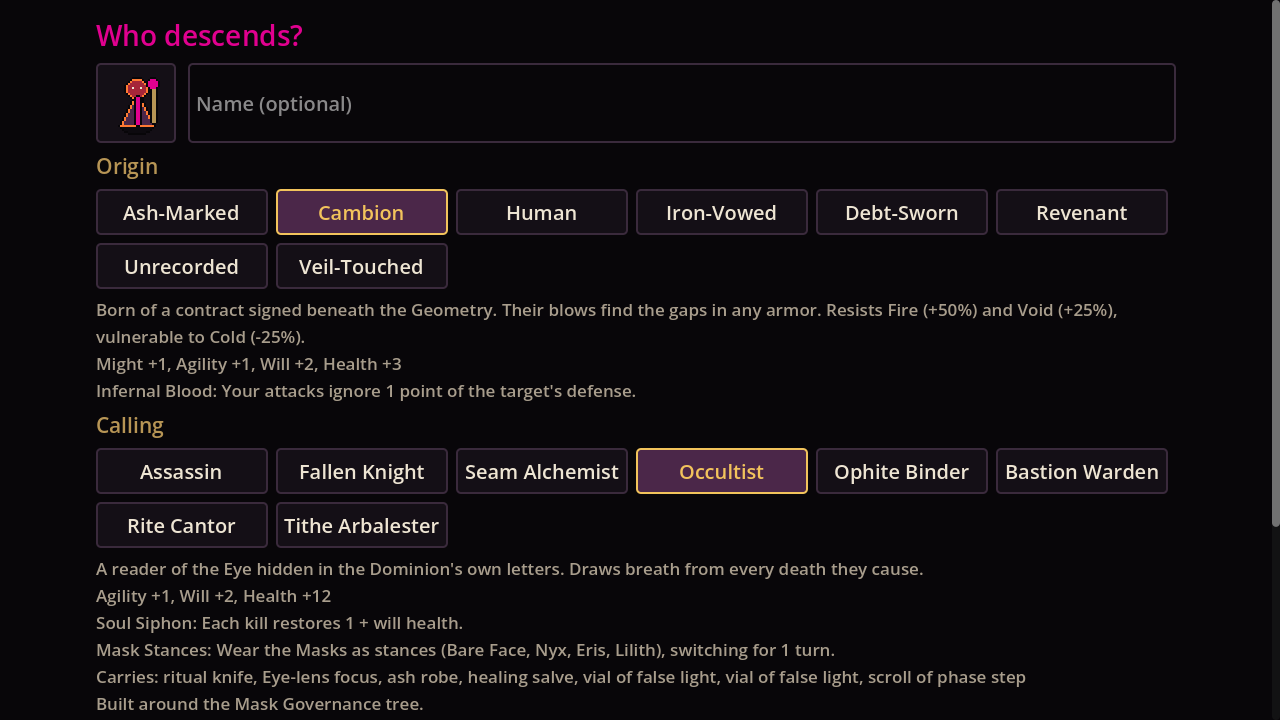 Who descends?
Name (optional)
Origin
Ash-Marked
Cambion
Human
Iron-Vowed
Debt-Sworn
Revenant
Unrecorded
Veil-Touched
Born of a contract signed beneath the Geometry. Their blows find the gaps in any armor. Resists Fire (+50%) and Void (+25%),
vulnerable to Cold (-25%).
Might +1, Agility +1, Will +2, Health +3
Infernal Blood: Your attacks ignore 1 point of the target's defense.
Calling
Assassin
Fallen Knight
Seam Alchemist
Occultist
Ophite Binder
Bastion Warden
Rite Cantor
Tithe Arbalester
A reader of the Eye hidden in the Dominion's own letters. Draws breath from every death they cause.
Agility +1, Will +2, Health +12
Soul Siphon: Each kill restores 1 + will health.
Mask Stances: Wear the Masks as stances (Bare Face, Nyx, Eris, Lilith), switching for 1 turn.
Carries: ritual knife, Eye-lens focus, ash robe, healing salve, vial of false light, vial of false light, scroll of phase step
Built around the Mask Governance tree.